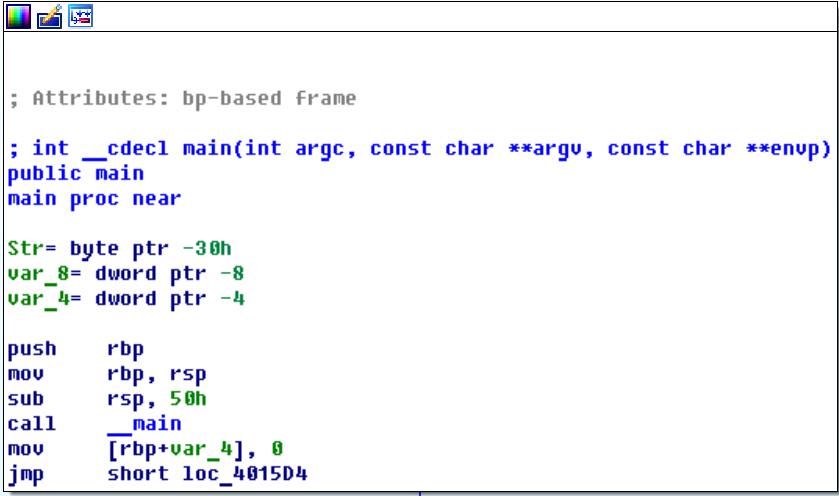 ; Attributes: bp-based frame
; int __cdecl main(int argc, const char **argv, const char **envp)
public main
main proc near
Str= byte ptr -30h
var_8= dword ptr -8
var_4= dword ptr -4
push rbp
mov rbp, rsp
sub rsp, 50h
call __main
mov [rbp+var_4], 0
jmp short loc_4015D4